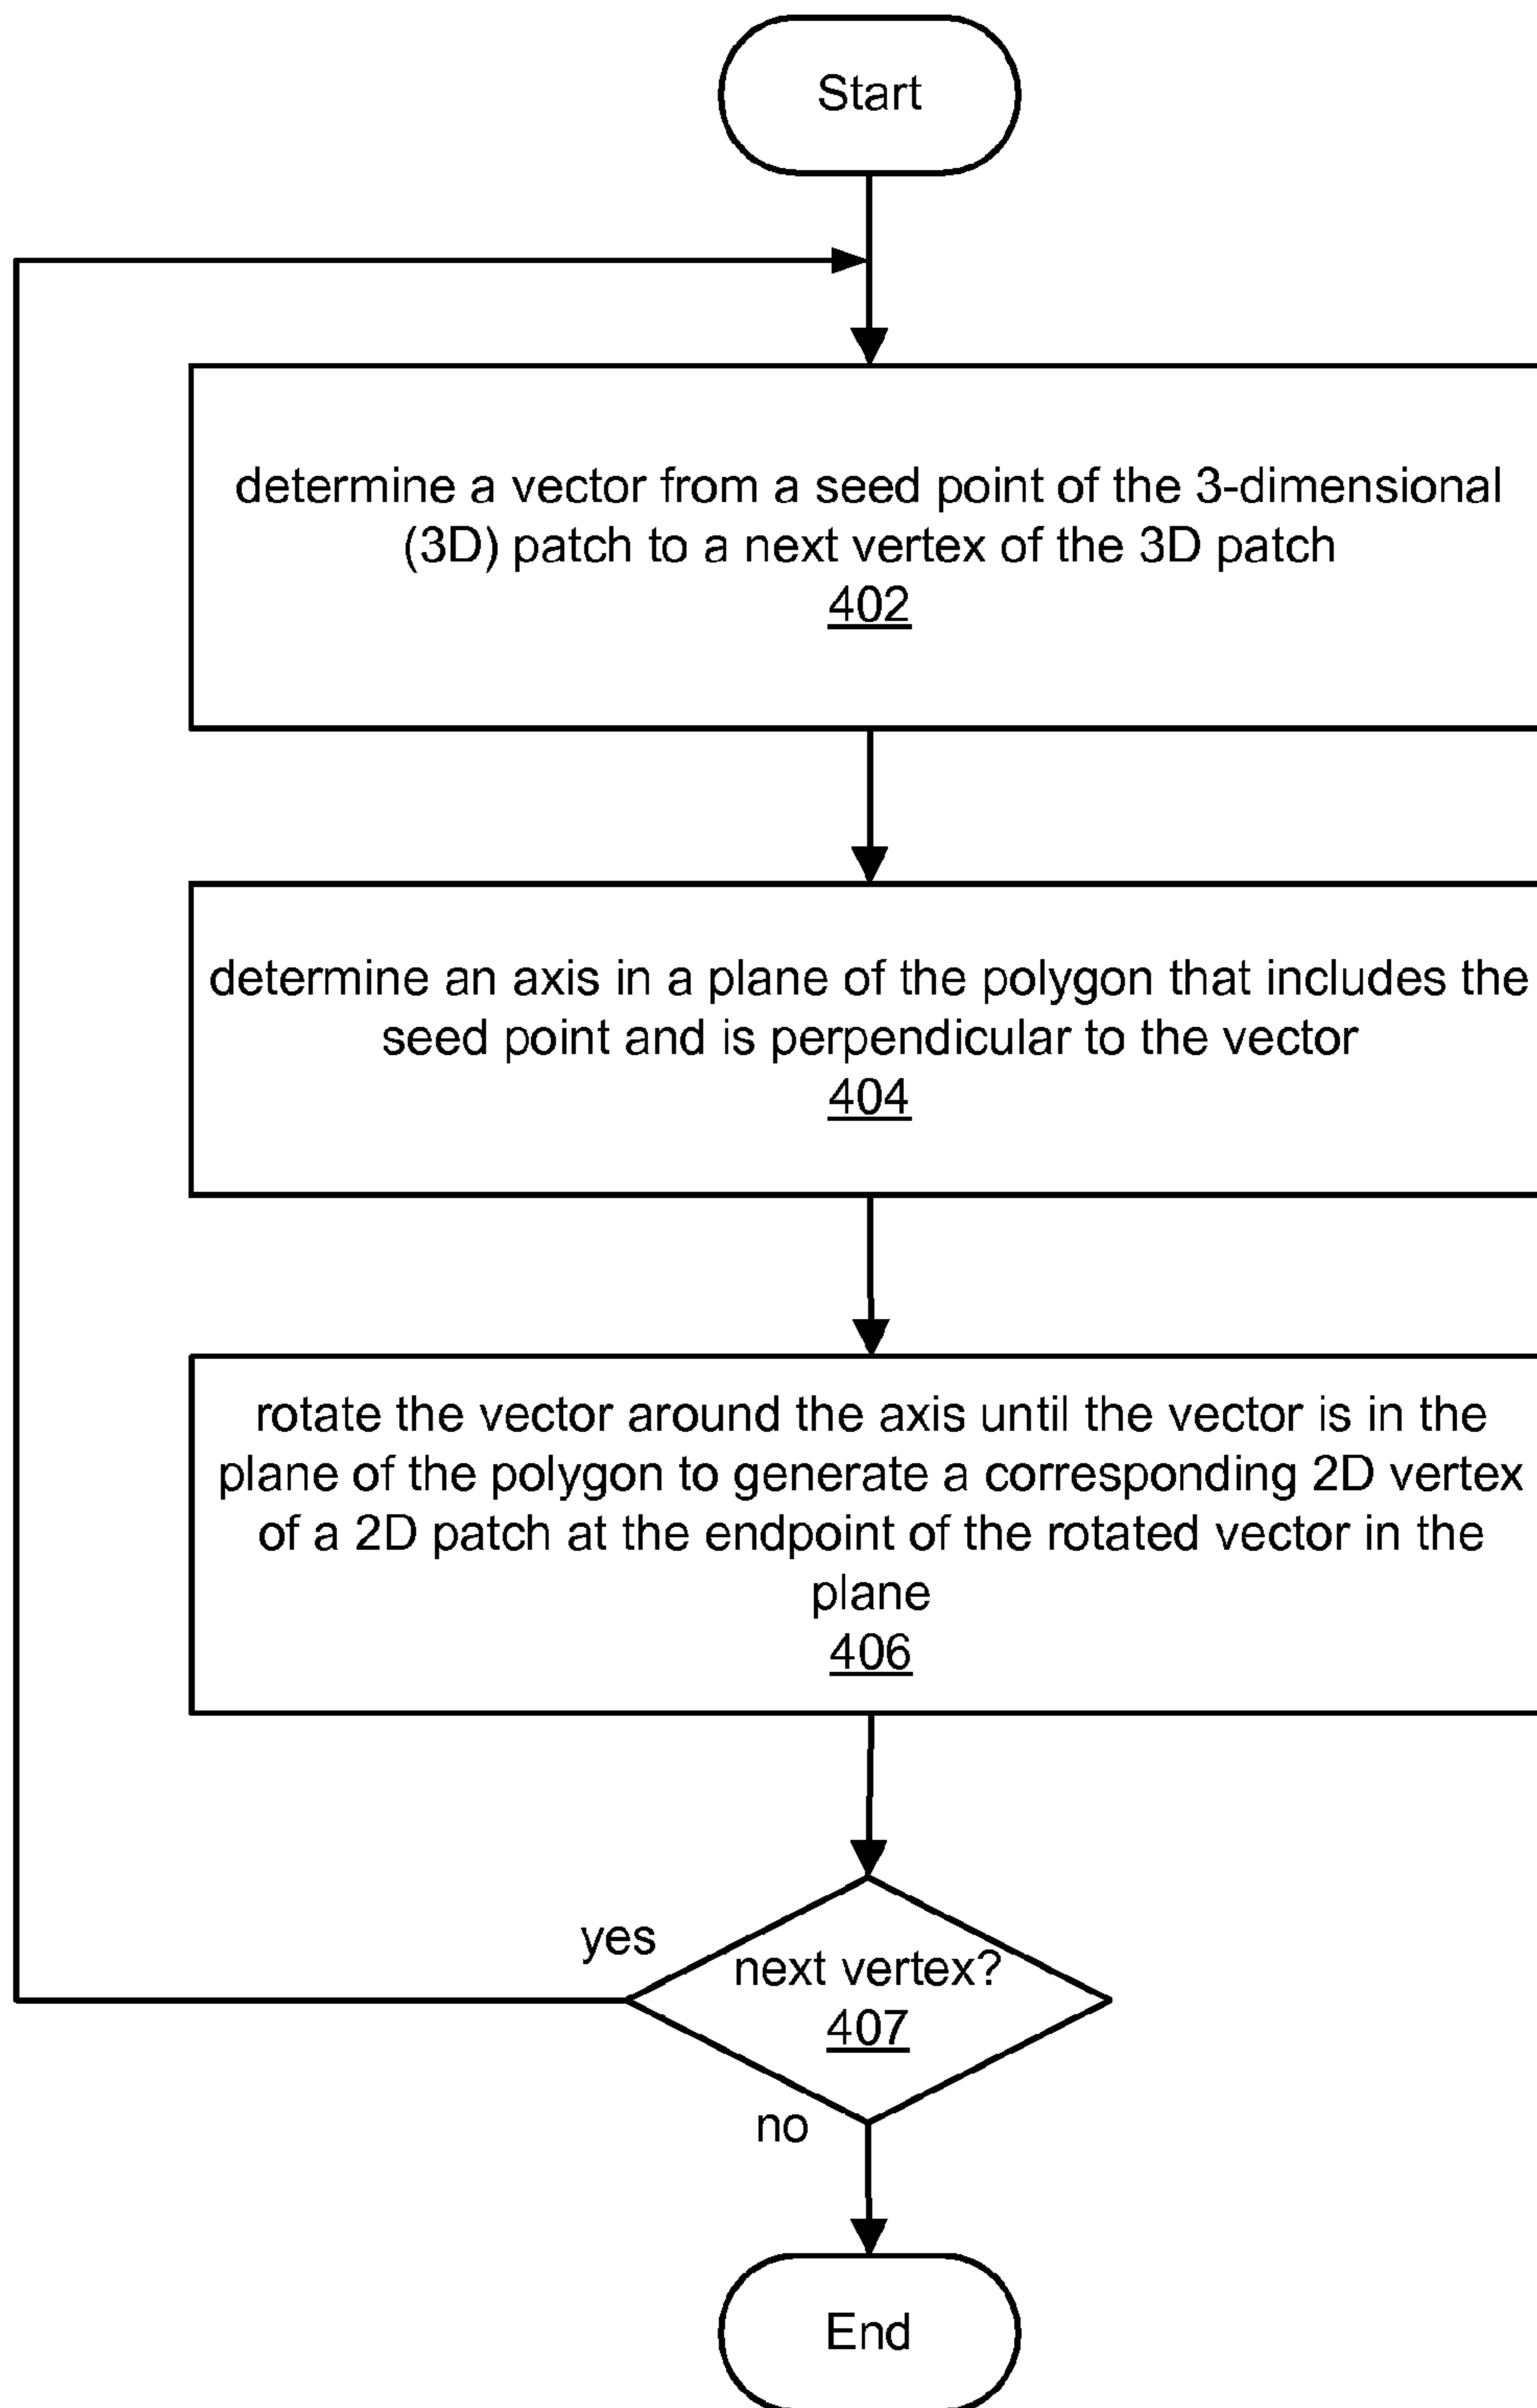 Start
determine a vector from a seed point of the 3-dimensional
(3D) patch to a next vertex of the 3D patch
402
determine an axis in a plane of the polygon that includes the
seed point and is perpendicular to the vector
404
rotate the vector around the axis until the vector is in the
plane of the polygon to generate a corresponding 2D vertex
of a 2D patch at the endpoint of the rotated vector in the
plane
406
yes
next vertex?
407
no
End